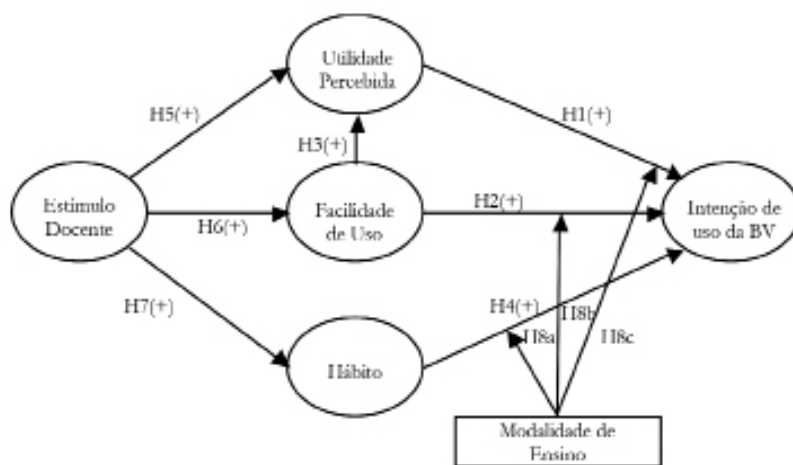 Utilidade
Percebida
H5(+)
H1(+)
H3(+)
Estímulo
Docente
H6(+)
Facilidade
de Uso
H2(+)
Intenção de
uso da BV
H7(+)
H4(+)
H8b
H8a
H8c
Hábito
Modalidade de
Ensino